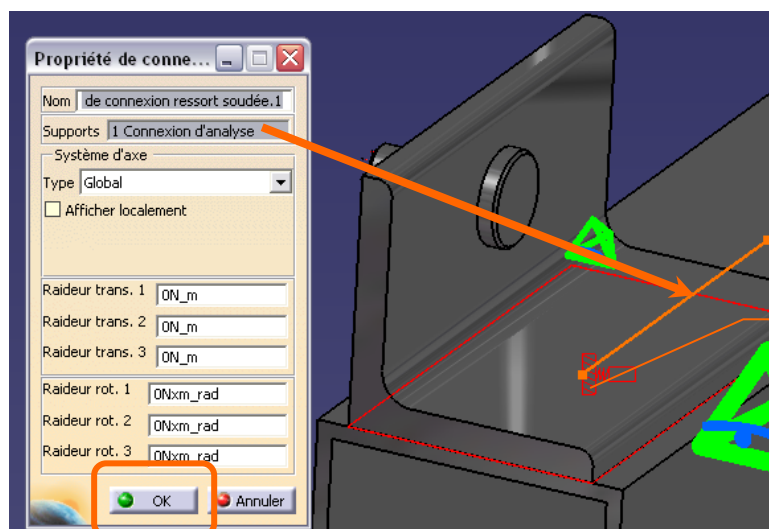 Propriété de conne...
Nom de connexion ressort soudée.1
Supports 1 Connexion d'analyse
Système d'axe
Type Global
Afficher localement
Raideur trans. 1 0N_m
Raideur trans. 2 0N_m
Raideur trans. 3 0N_m
Raideur rot. 1 0Nxm_rad
Raideur rot. 2 0Nxm_rad
Raideur rot. 3 0Nxm_rad
OK Annuler